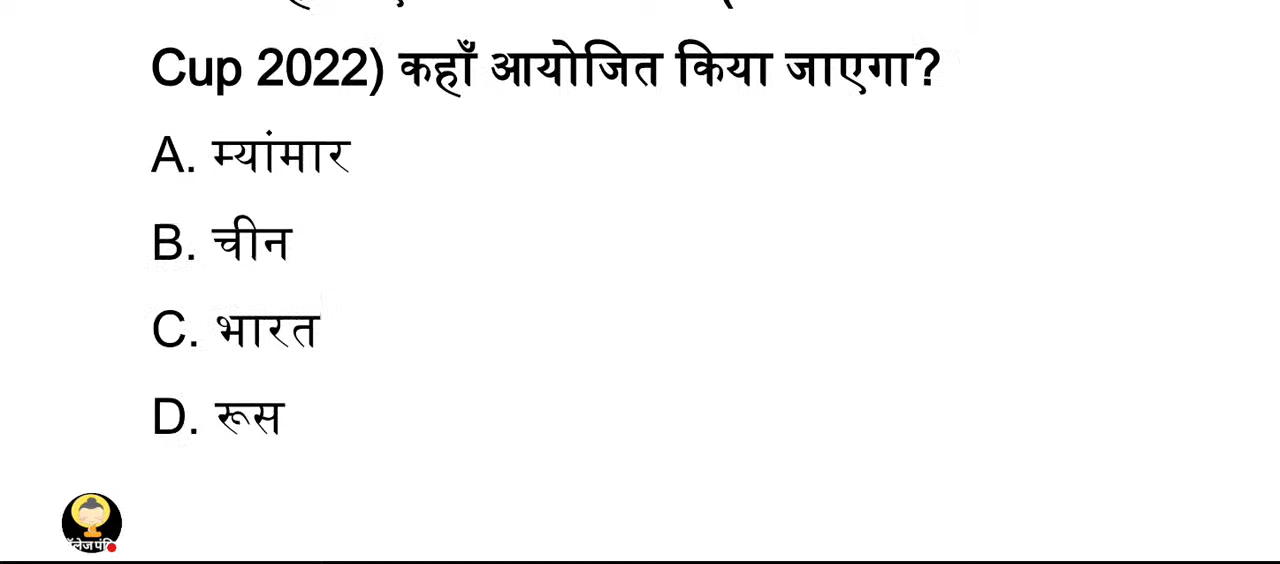 Cup 2022) कहाँ आयोजित किया जाएगा?
A. म्यांमार
B. चीन
C. भारत
D. रूस